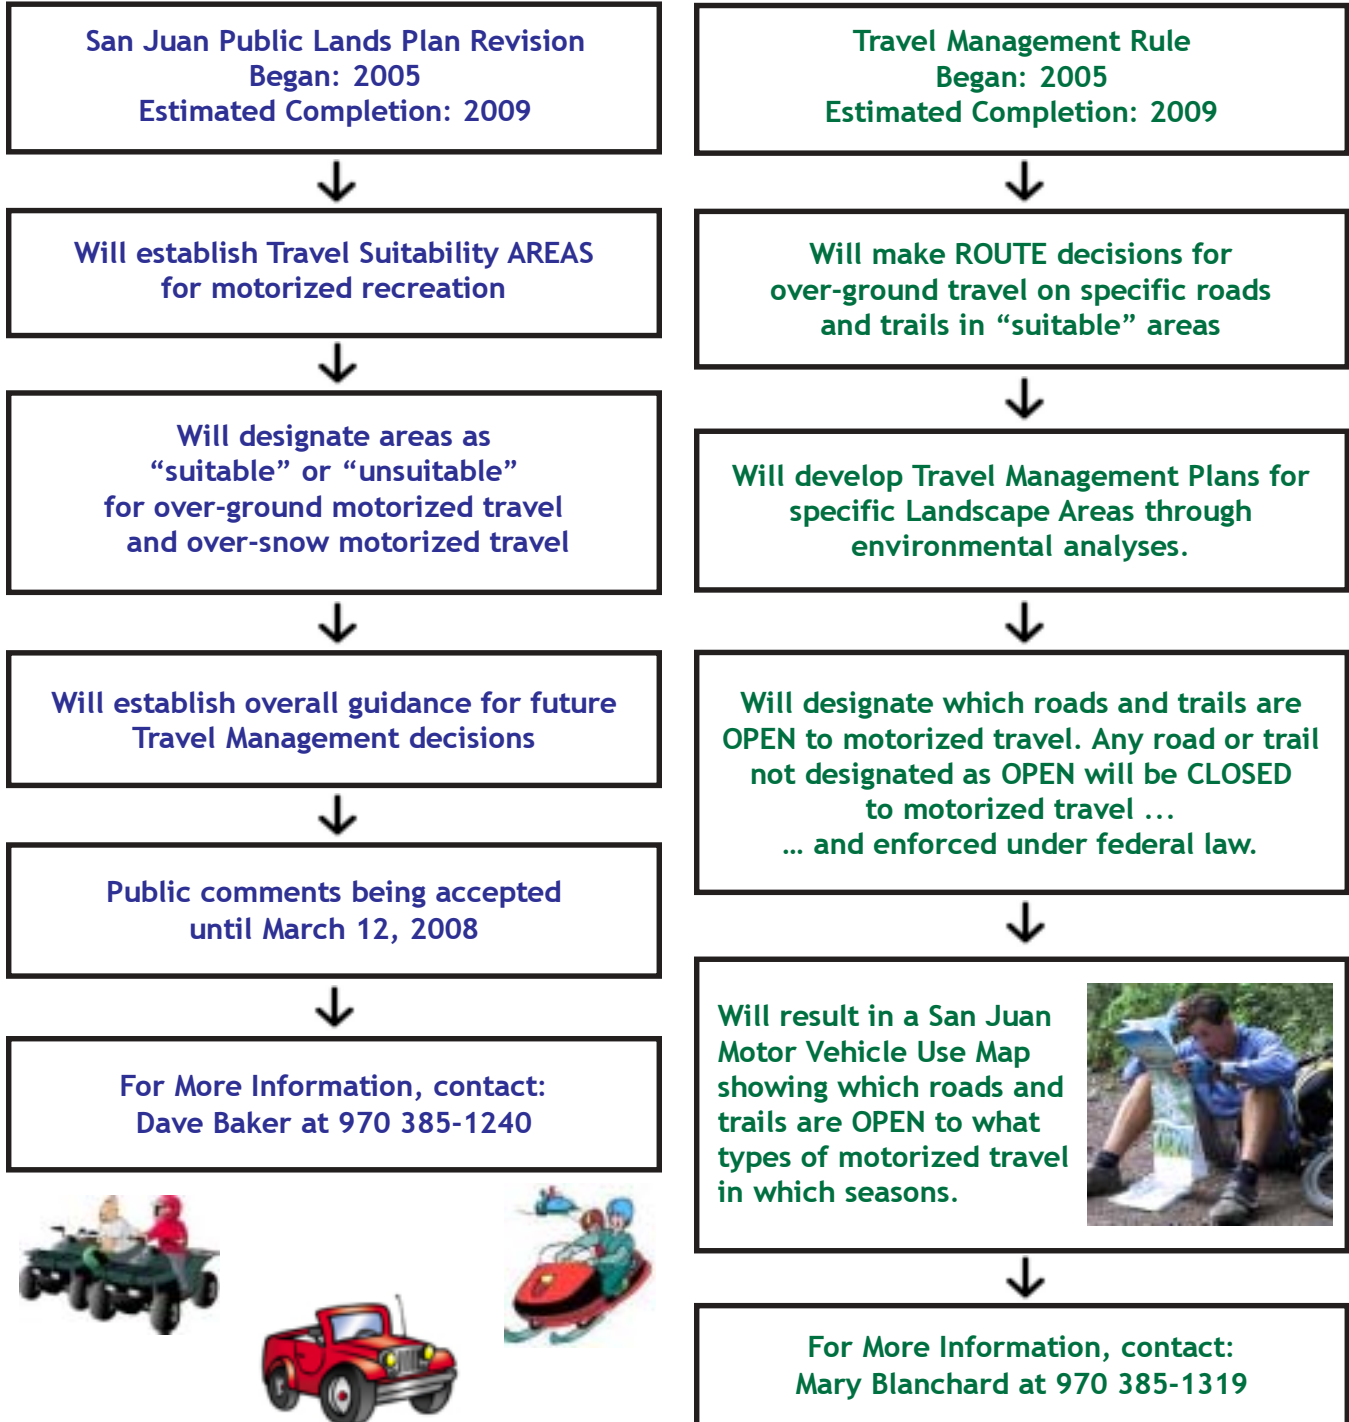 San Juan Public Lands Plan Revision
Began: 2005
Estimated Completion: 2009
Will establish Travel Suitability AREAS
for motorized recreation
Will designate areas as
“suitable” or “unsuitable”
for over-ground motorized travel
and over-snow motorized travel
Will establish overall guidance for future
Travel Management decisions
Public comments being accepted
until March 12, 2008
For More Information, contact:
Dave Baker at 970 385-1240
Travel Management Rule
Began: 2005
Estimated Completion: 2009
Will make ROUTE decisions for
over-ground travel on specific roads
and trails in “suitable” areas
Will develop Travel Management Plans for
specific Landscape Areas through
environmental analyses.
Will designate which roads and trails are
OPEN to motorized travel. Any road or trail
not designated as OPEN will be CLOSED
to motorized travel ...
... and enforced under federal law.
Will result in a San Juan
Motor Vehicle Use Map
showing which roads and
trails are OPEN to what
types of motorized travel
in which seasons.
For More Information, contact:
Mary Blanchard at 970 385-1319